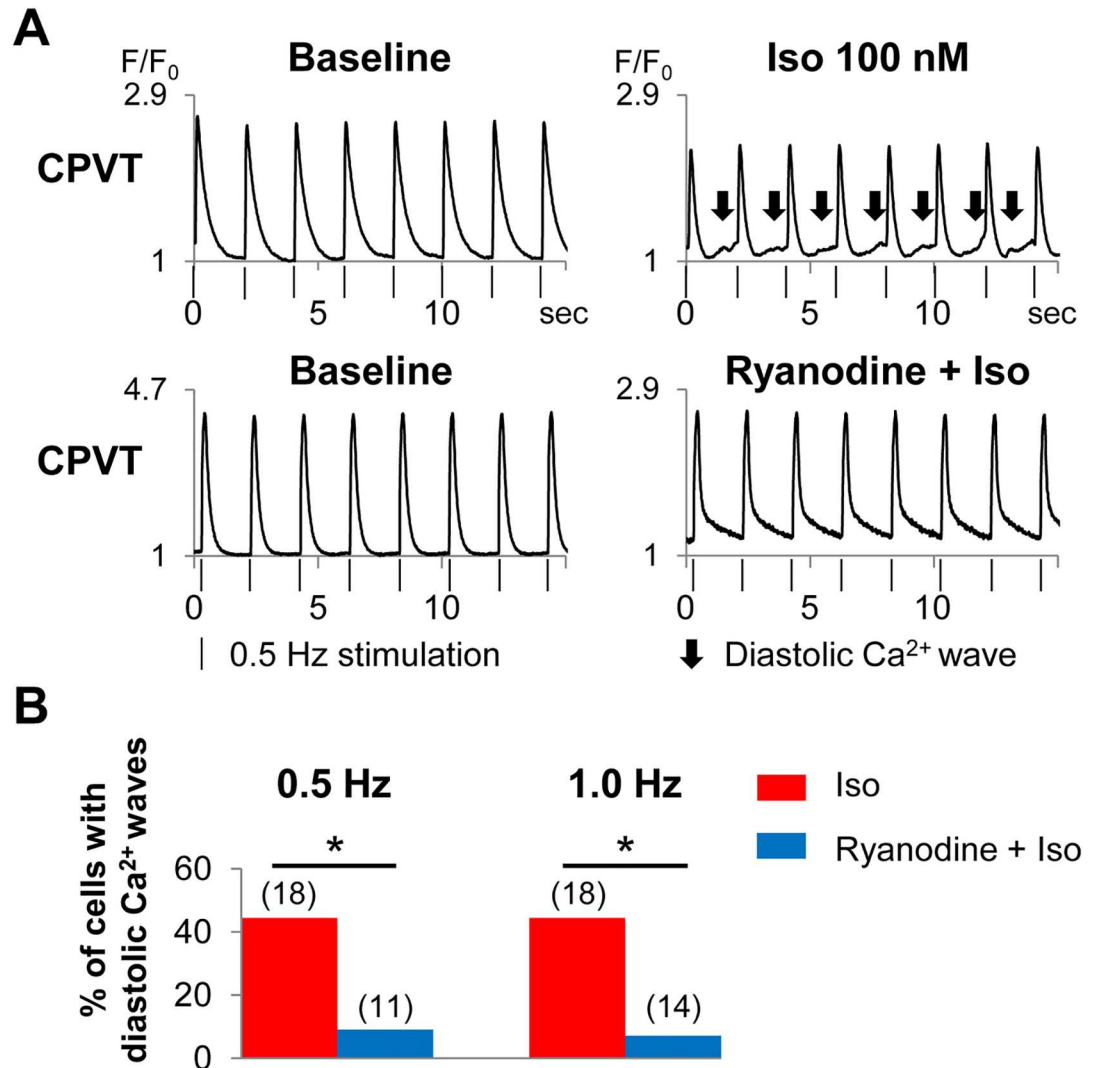 A
Baseline
Iso 100 nM
F/F₀
F/F₀
2.9
2.9
CPVT
1
1
0 5 10 sec
0 5 10 sec
Baseline
Ryanodine + Iso
4.7
2.9
CPVT
1
1
0 5 10
0 5 10
0.5 Hz stimulation
Diastolic Ca²⁺ wave
B
% of cells with
diastolic Ca²⁺ waves
0.5 Hz
1.0 Hz
Iso
Ryanodine + Iso
*
*
60
(18)
(18)
40
20
(11)
(14)
0